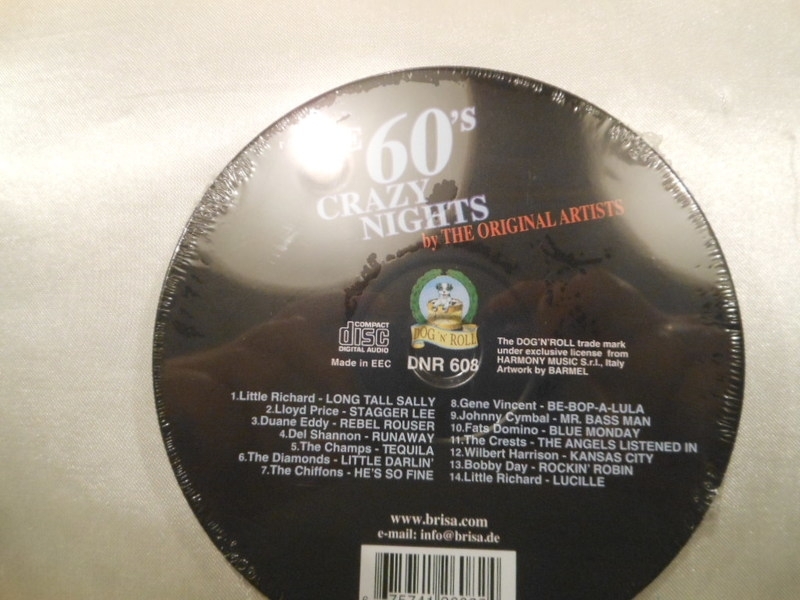 60's
CRAZY
NIGHTS
by THE ORIGINAL ARTISTS
COMPACT
disc
DIGITAL AUDIO
Made in EEC
DOG 'N' ROLL
DNR 608
The DOG'N'ROLL trade mark
under exclusive license from
HARMONY MUSIC S.r.l., Italy
Artwork by BARMEL
1.Little Richard - LONG TALL SALLY
2.Lloyd Price - STAGGER LEE
3.Duane Eddy - REBEL ROUSER
4.Del Shannon - RUNAWAY
5.The Champs - TEQUILA
6.The Diamonds - LITTLE DARLIN'
7.The Chiffons - HE'S SO FINE
8.Gene Vincent - BE-BOP-A-LULA
9.Johnny Cymbal - MR. BASS MAN
10.Fats Domino - BLUE MONDAY
11.The Crests - THE ANGELS LISTENED IN
12.Wilbert Harrison - KANSAS CITY
13.Bobby Day - ROCKIN' ROBIN
14.Little Richard - LUCILLE
www.brisa.com
e-mail: info@brisa.de